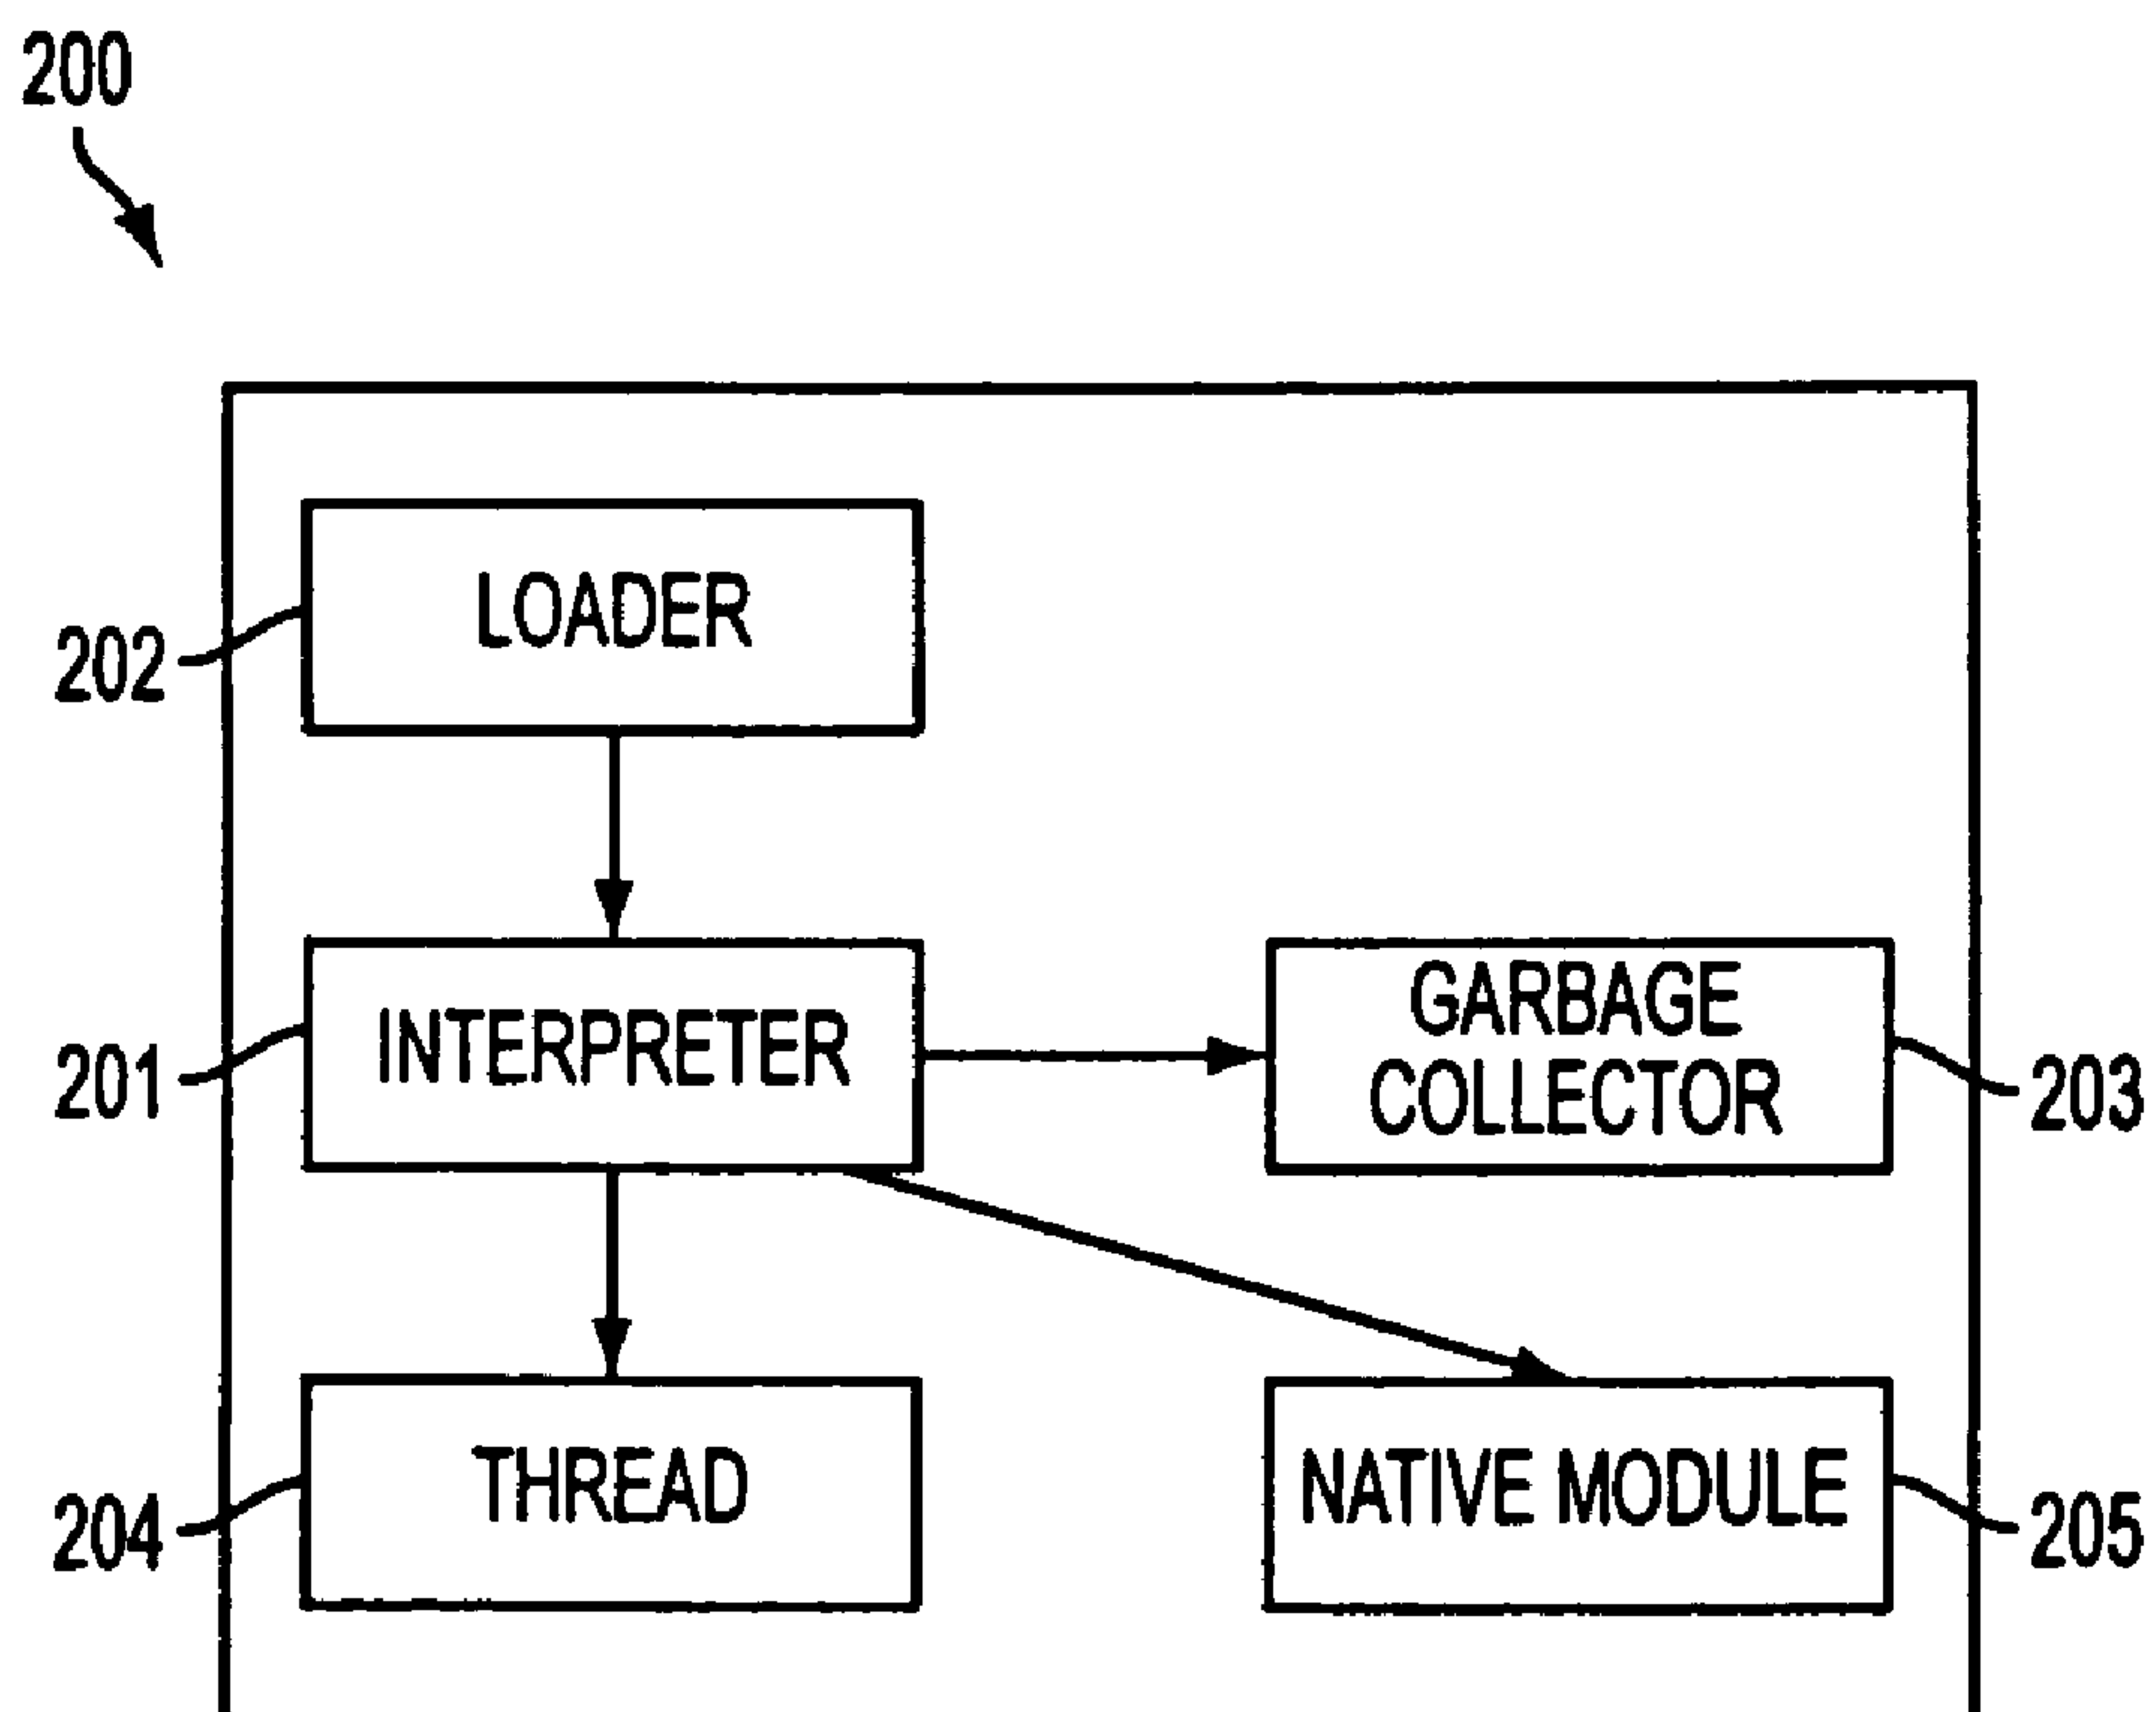 200
LOADER
202
INTERPRETER
201
GARBAGE
COLLECTOR
203
THREAD
204
NATIVE MODULE
205